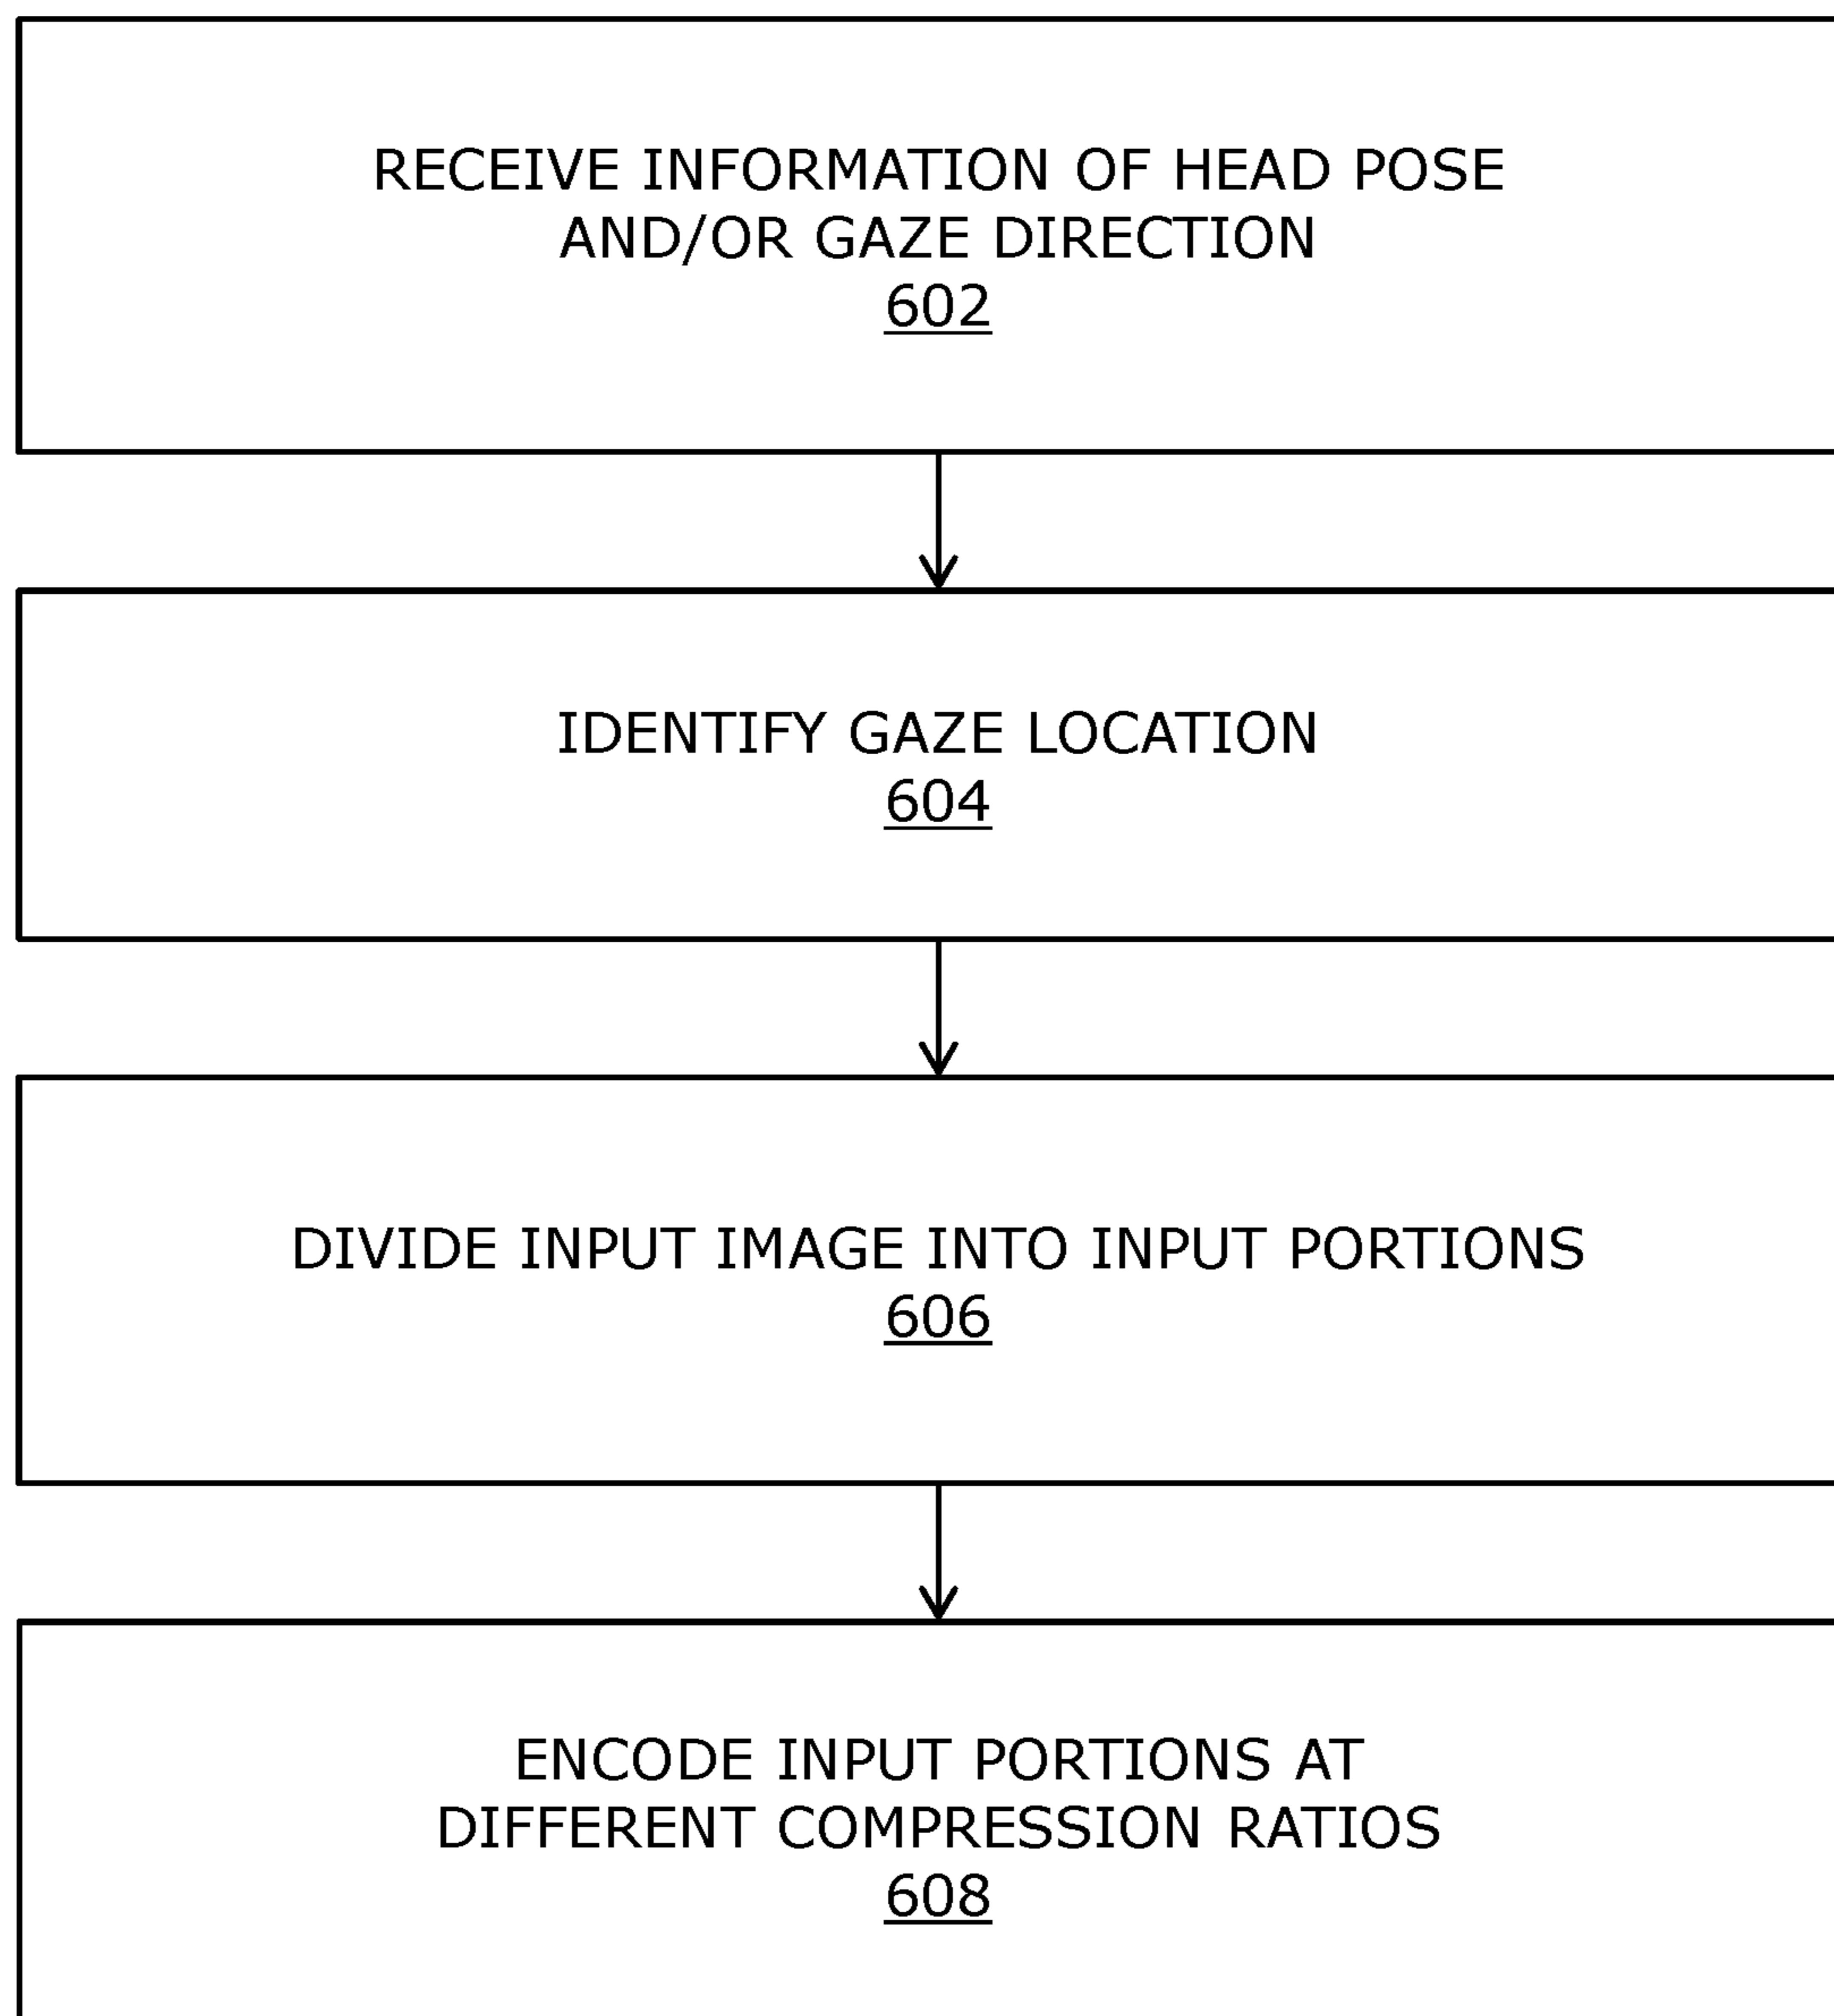 RECEIVE INFORMATION OF HEAD POSE
AND/OR GAZE DIRECTION
602
IDENTIFY GAZE LOCATION
604
DIVIDE INPUT IMAGE INTO INPUT PORTIONS
606
ENCODE INPUT PORTIONS AT
DIFFERENT COMPRESSION RATIOS
608